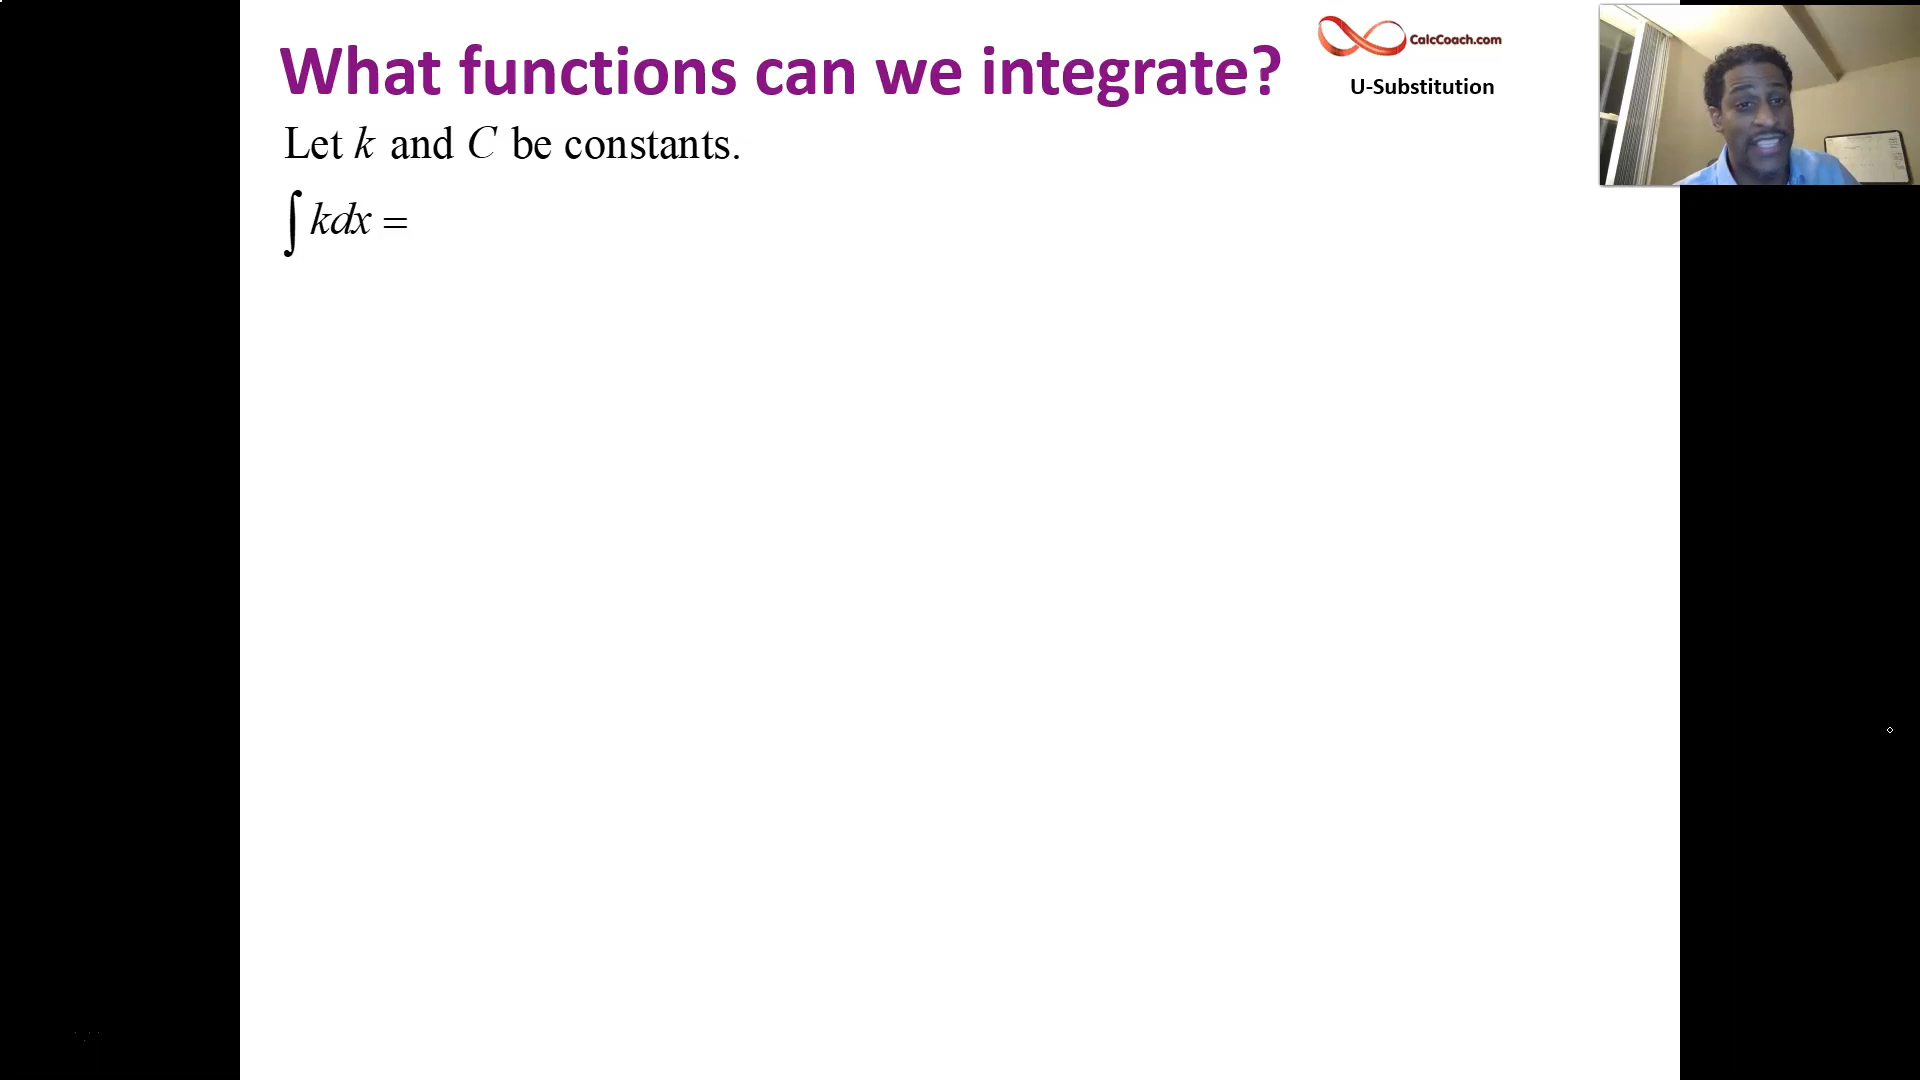 What functions can we integrate?
CalcCoach.com
U-Substitution
Let k and C be constants.
∫ kdx =